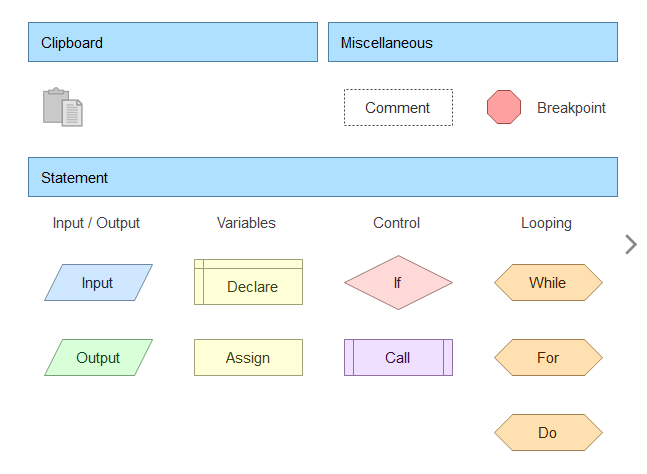 Clipboard
Miscellaneous
Comment
Breakpoint
Statement
Input / Output
Variables
Control
Looping
Input
Declare
If
While
Output
Assign
Call
For
Do